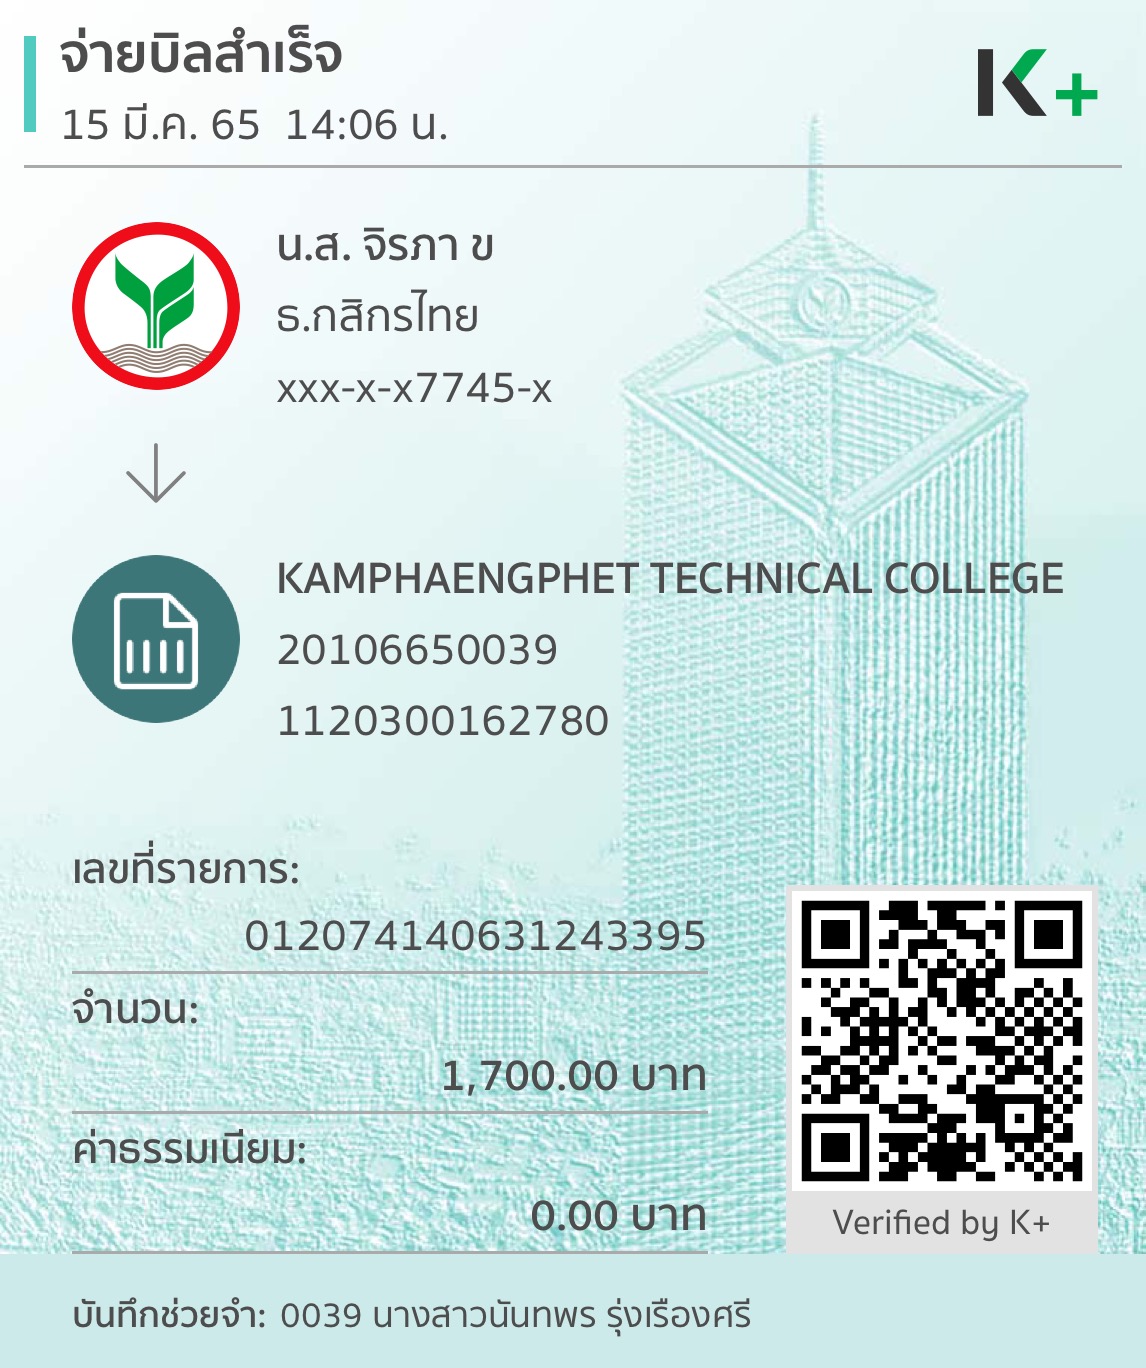 จ่ายบิลสำเร็จ
15 มี.ค. 65 14:06 น.
K+
น.ส. จิรภา ข
ธ.กสิกรไทย
xxx-x-x7745-x
KAMPHAENGPHET TECHNICAL COLLEGE
20106650039
1120300162780
เลขที่รายการ:
012074140631243395
จำนวน:
1,700.00 บาท
ค่าธรรมเนียม:
0.00 บาท
Verified by K+
บันทึกช่วยจำ: 0039 นางสาวนันทพร รุ่งเรืองศรี